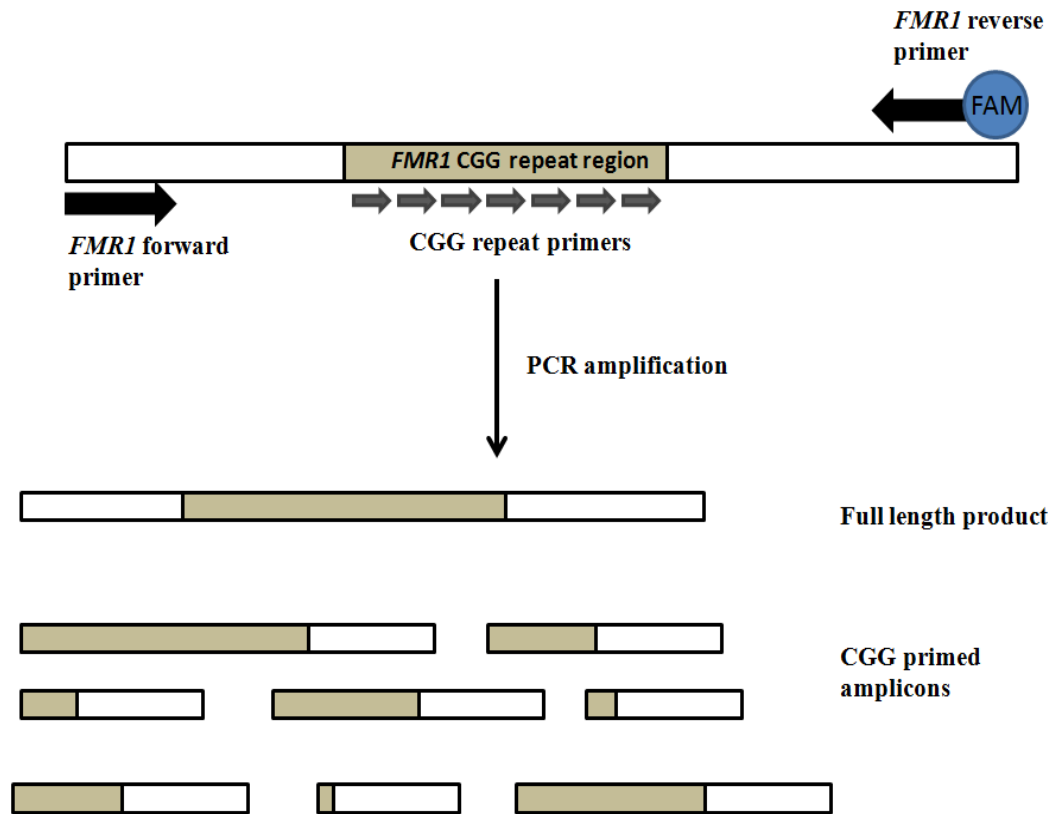 FMR1 reverse
primer
FAM
FMR1 CGG repeat region
FMR1 forward
primer
CGG repeat primers
PCR amplification
Full length product
CGG primed
amplicons